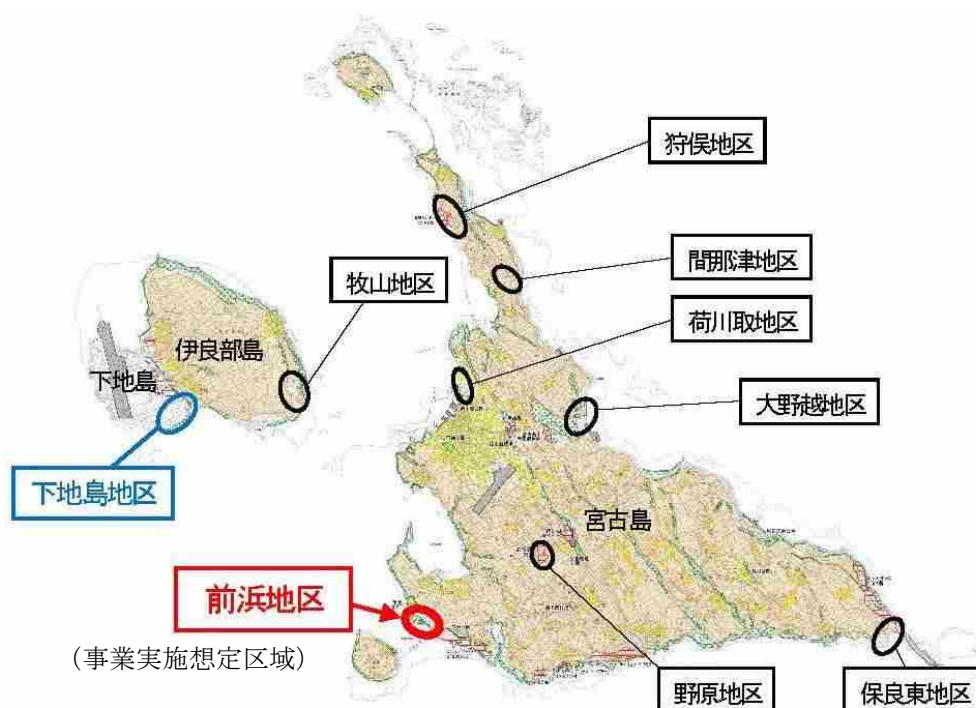 狩俣地区
間那津地区
牧山地区
荷川取地区
伊良部島
下地島
大野越地区
下地島地区
宮古島
前浜地区
（事業実施想定区域）
野原地区
保良東地区